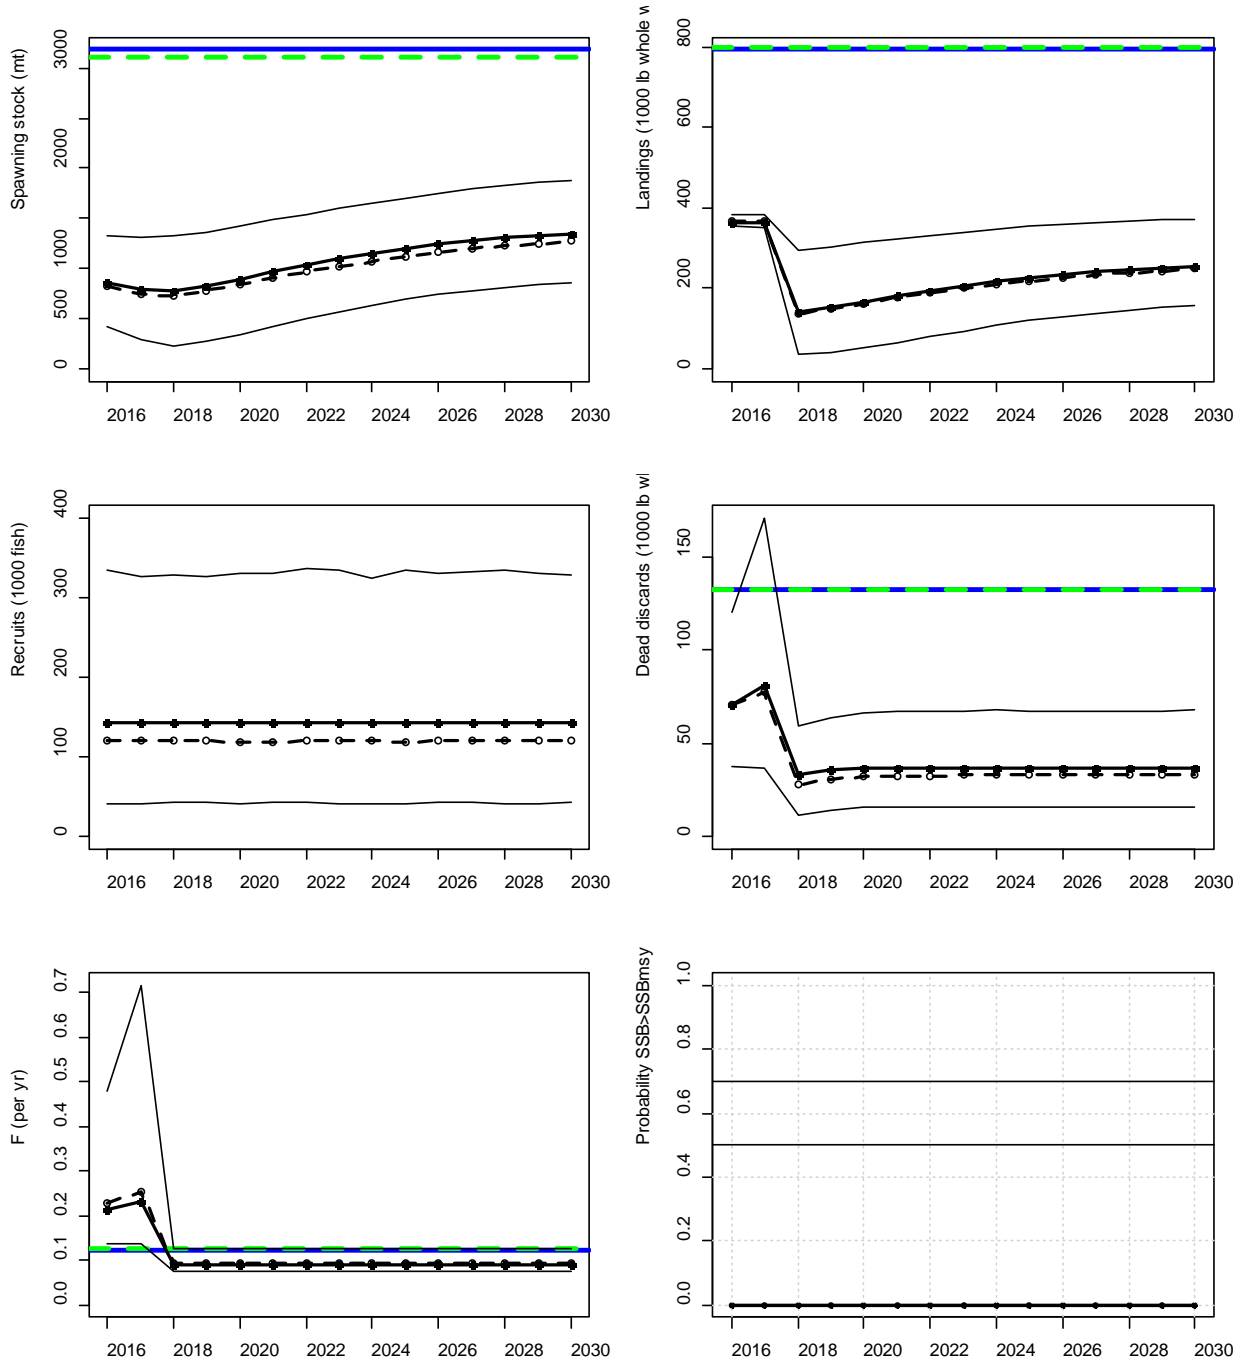 Spawning stock (mt)
0 500 1000 2000 3000
2016 2018 2020 2022 2024 2026 2028 2030
Landings (1000 lb whole w
0 200 400 600 800
2016 2018 2020 2022 2024 2026 2028 2030
Recruits (1000 fish)
0 100 200 300 400
2016 2018 2020 2022 2024 2026 2028 2030
Dead discards (1000 lb w
0 50 100 150
2016 2018 2020 2022 2024 2026 2028 2030
F (per yr)
0.0 0.1 0.2 0.3 0.4 0.5 0.6 0.7
2016 2018 2020 2022 2024 2026 2028 2030
Probability SSB>SSBmsy
0.0 0.2 0.4 0.6 0.8 1.0
2016 2018 2020 2022 2024 2026 2028 2030